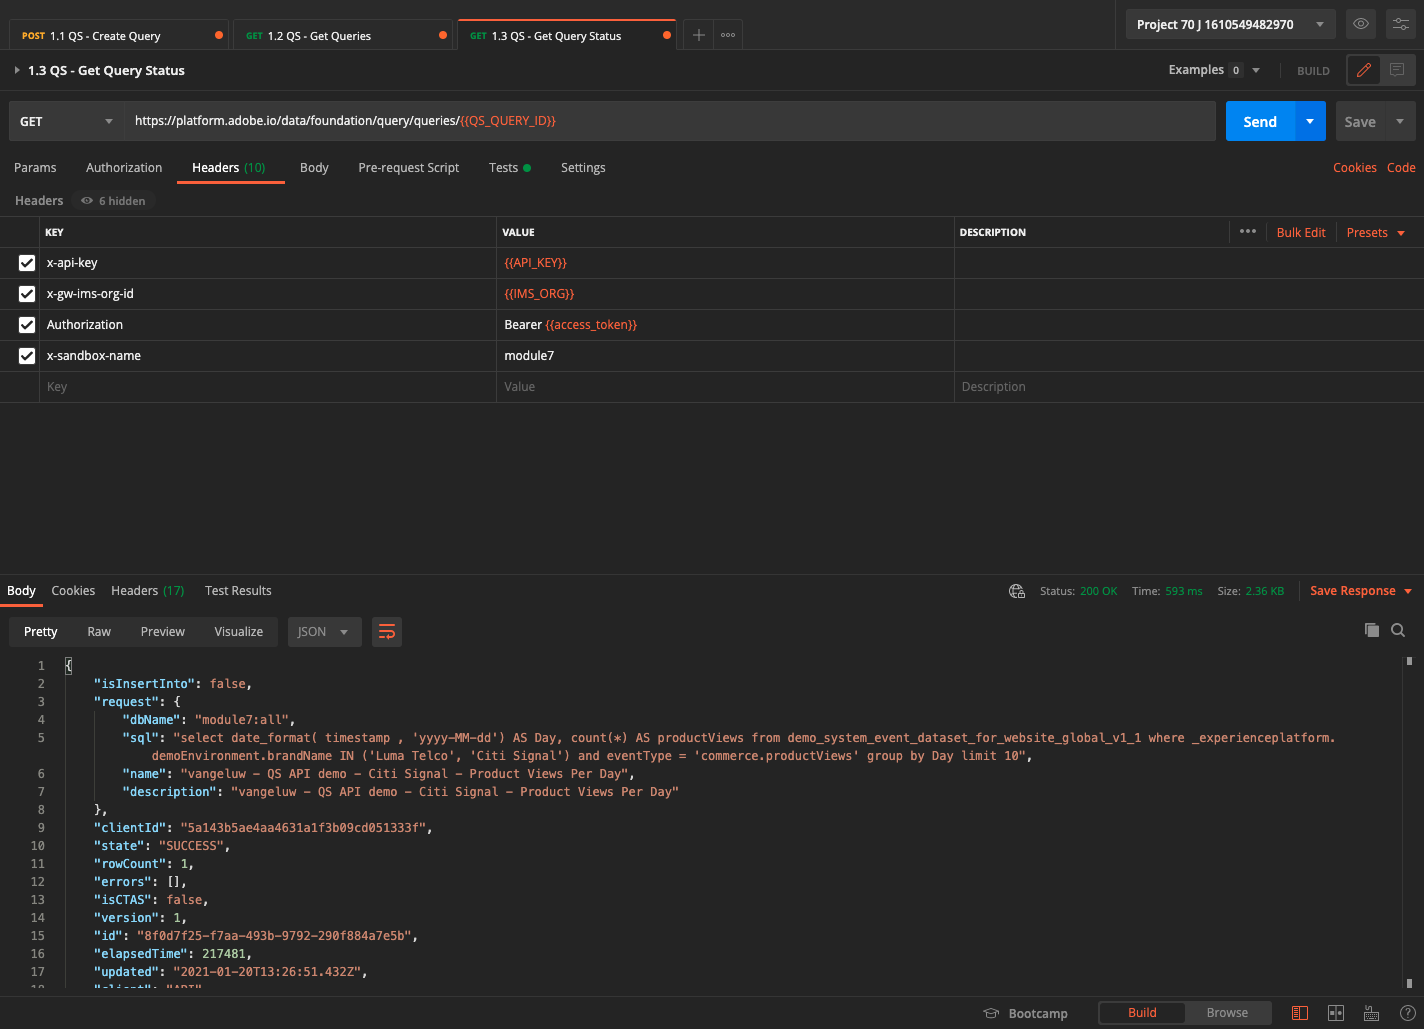 POST 1.1 QS - Create Query
GET 1.2 QS - Get Queries
GET 1.3 QS - Get Query Status
Project 70 J 1610549482970
1.3 QS - Get Query Status
Examples 0
BUILD
GET
https://platform.adobe.io/data/foundation/query/queries/{{QS_QUERY_ID}}
Send
Save
Params Authorization Headers (10) Body Pre-request Script Tests Settings Cookies Code
Headers 6 hidden
KEY VALUE DESCRIPTION Bulk Edit Presets
x-api-key {{API_KEY}}
x-gw-ims-org-id {{IMS_ORG}}
Authorization Bearer {{access_token}}
x-sandbox-name module7
Key Value Description
Body Cookies Headers (17) Test Results Status: 200 OK Time: 593 ms Size: 2.36 KB Save Response
Pretty Raw Preview Visualize JSON
1 {
2 "isInsertInto": false,
3 "request": {
4 "dbName": "module7:all",
5 "sql": "select date_format( timestamp , 'yyyy-MM-dd') AS Day, count(*) AS productViews from demo_system_event_dataset_for_website_global_v1_1 where _experienceplatform.
demoEnvironment.brandName IN ('Luma Telco', 'Citi Signal') and eventType = 'commerce.productViews' group by Day limit 10",
6 "name": "vangeluw - QS API demo - Citi Signal - Product Views Per Day",
7 "description": "vangeluw - QS API demo - Citi Signal - Product Views Per Day"
8 },
9 "clientId": "5a143b5ae4aa4631a1f3b09cd051333f",
10 "state": "SUCCESS",
11 "rowCount": 1,
12 "errors": [],
13 "isCTAS": false,
14 "version": 1,
15 "id": "8f0d7f25-f7aa-493b-9792-290f884a7e5b",
16 "elapsedTime": 217481,
17 "updated": "2021-01-20T13:26:51.432Z",
18 "client": "API"
Bootcamp Build Browse